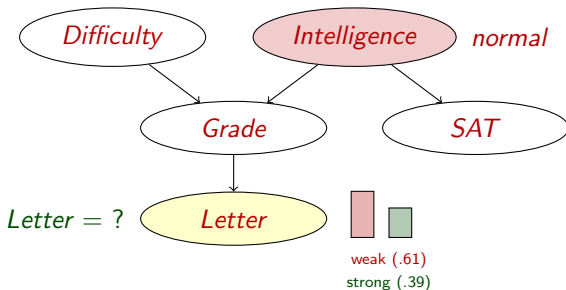 Difficulty
Intelligence normal
Grade
SAT
Letter = ?
Letter
weak (.61)
strong (.39)